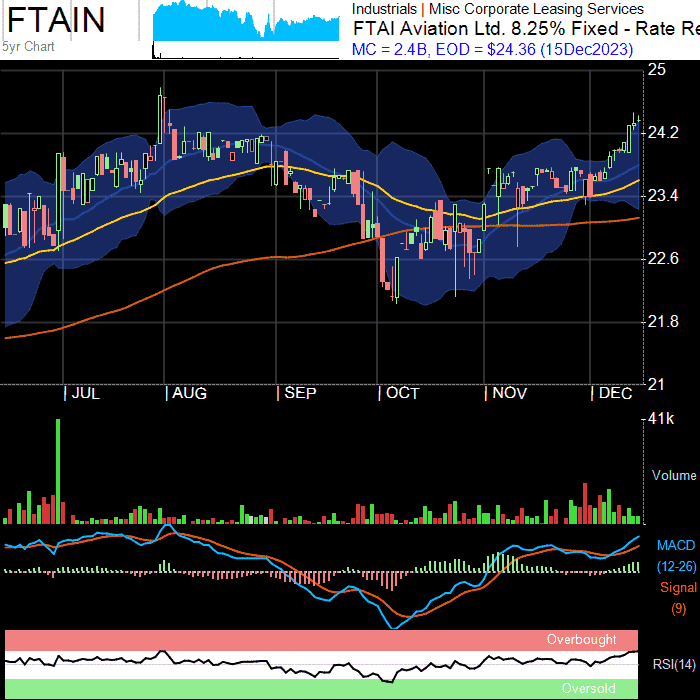 FTAIN
5yr Chart
Industrials | Misc Corporate Leasing Services
FTAI Aviation Ltd. 8.25% Fixed - Rate Re
MC = 2.4B, EOD = $24.36 (15Dec2023)
25
24.2
23.4
22.6
21.8
21
JUL
AUG
SEP
OCT
NOV
DEC
41k
Volume
MACD
(12-26)
Signal
(9)
Overbought
RSI(14)
Oversold